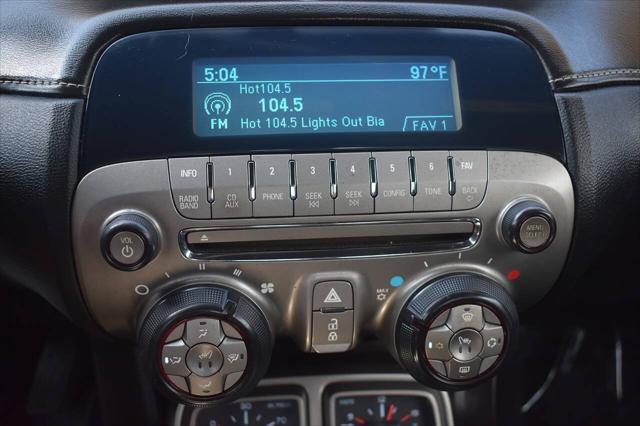 5:04 97°F
Hot104.5
104.5
FM Hot 104.5 Lights Out Bia
FAV 1
INFO 1 2 3 4 5 6 FAV
RADIO BAND CD AUX PHONE SEEK SEEK CONFIG TONE BACK
VOL
MENU SELECT
MAX